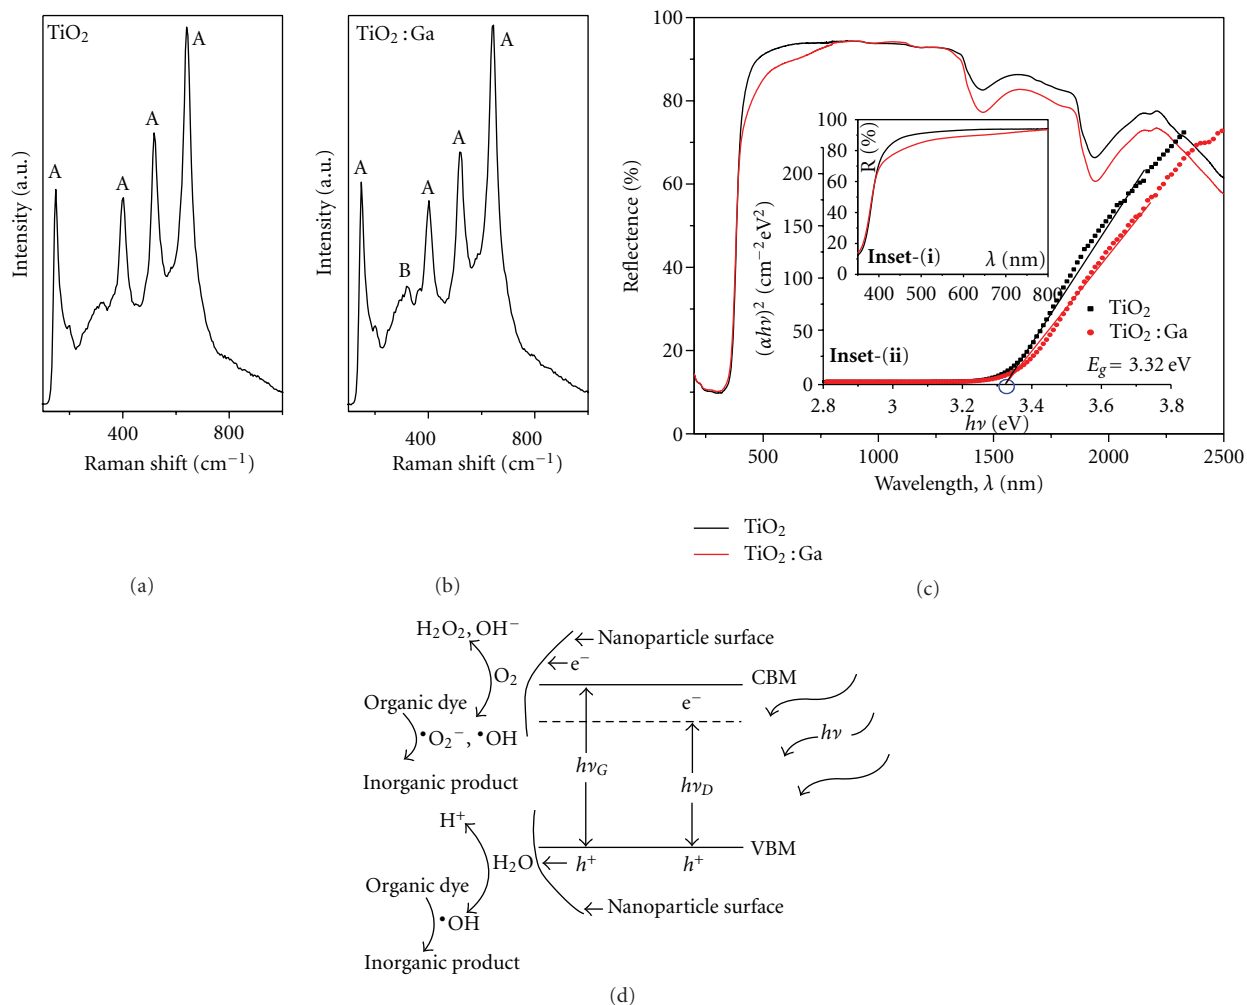 TiO₂
A
A
A
A
Intensity (a.u.)
400
800
Raman shift (cm⁻¹)
(a)
TiO₂ : Ga
A
B
A
A
A
Intensity (a.u.)
400
800
Raman shift (cm⁻¹)
(b)
100
80
60
40
20
0
Reflectence (%)
500
1000
1500
2000
2500
Wavelength, λ (nm)
100
80
60
40
20
0
R (%)
Inset-(i)
λ (nm)
400
500
600
700
800
200
150
100
50
0
(αhν)² (cm⁻² eV²)
Inset-(ii)
TiO₂
TiO₂ : Ga
E_g = 3.32 eV
2.8
3
3.2
3.4
3.6
3.8
hν (eV)
TiO₂
TiO₂ : Ga
(c)
H₂O₂, OH⁻
Nanoparticle surface
e⁻
O₂
CBM
Organic dye
e⁻
•O₂⁻, •OH
hν
hν_G
hν_D
Inorganic product
H⁺
VBM
H₂O
h⁺
h⁺
Organic dye
Nanoparticle surface
•OH
Inorganic product
(d)